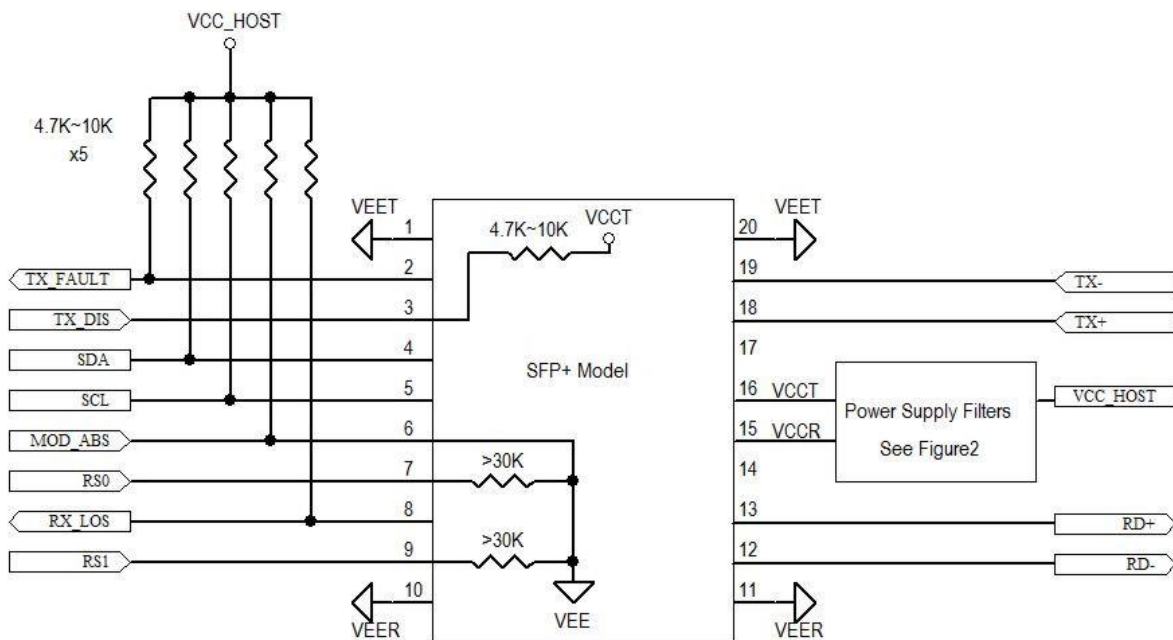 VCC_HOST
4.7K~10K
x5
VEET
1
4.7K~10K
VCCT
20
VEET
TX_FAULT
2
19
TX-
TX_DIS
3
18
TX+
SDA
4
17
SFP+ Model
SCL
5
16
VCCT
Power Supply Filters
See Figure2
VCC_HOST
MOD_ABS
6
15
VCCR
RS0
7
>30K
14
RX_LOS
8
13
RD+
RS1
9
>30K
12
RD-
10
VEER
VEE
11
VEER